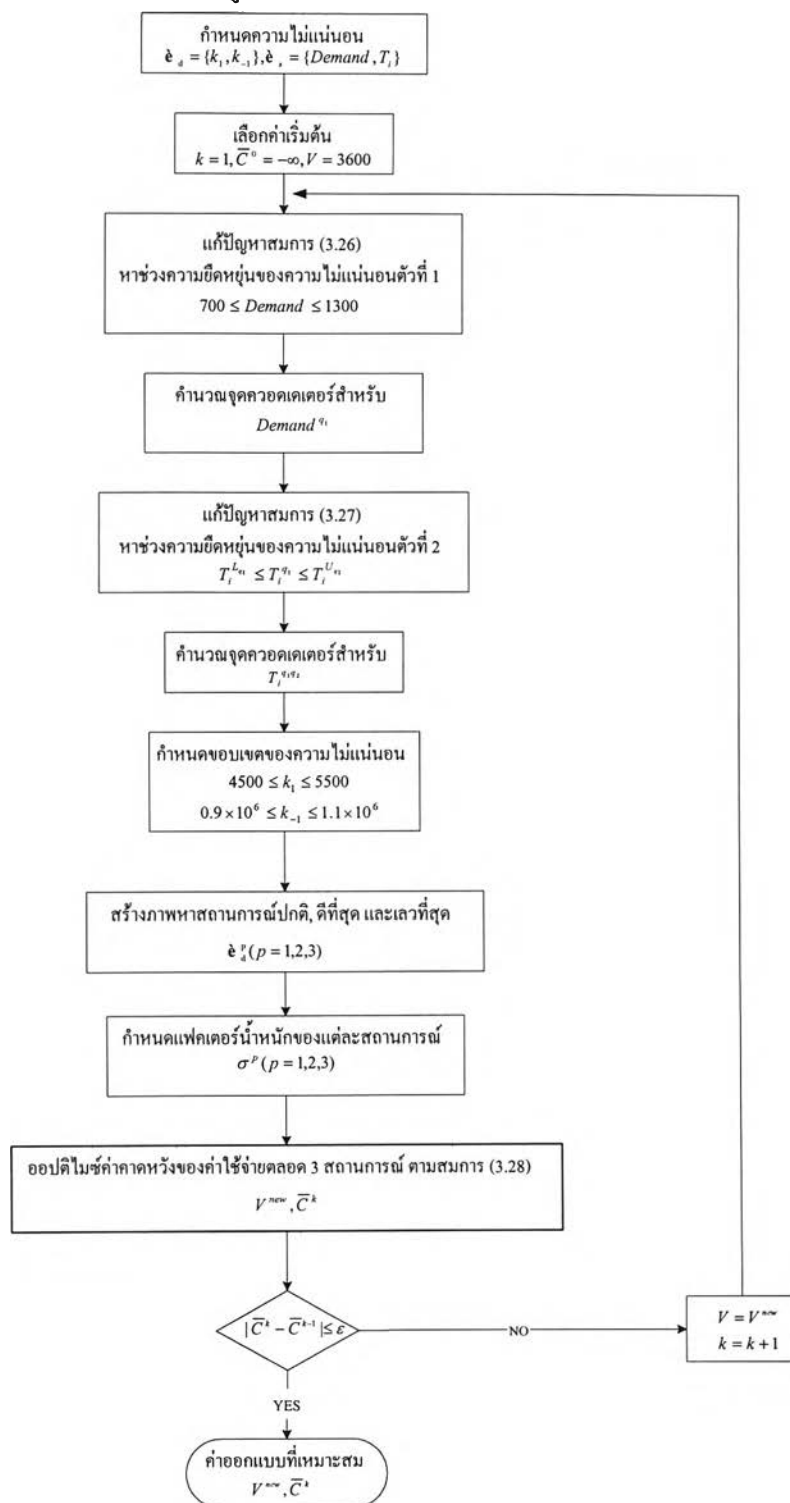 กำหนดความไม่แน่นอน
è d = {k₁, k₋₁}, è s = {Demand, Tᵢ}
เลือกค่าเริ่มต้น
k = 1, C̅⁰ = −∞, V = 3600
แก้ปัญหาสมการ (3.26)
หาช่วงความยืดหยุ่นของความไม่แน่นอนตัวที่ 1
700 ≤ Demand ≤ 1300
คำนวณจุดควอดเดเตอร์สำหรับ
Demand^{q₁}
แก้ปัญหาสมการ (3.27)
หาช่วงความยืดหยุ่นของความไม่แน่นอนตัวที่ 2
Tᵢ^{L_{q₁}} ≤ Tᵢ^{q₁} ≤ Tᵢ^{U_{q₁}}
คำนวณจุดควอดเดเตอร์สำหรับ
Tᵢ^{q₁q₂}
กำหนดขอบเขตของความไม่แน่นอน
4500 ≤ k₁ ≤ 5500
0.9×10⁶ ≤ k₋₁ ≤ 1.1×10⁶
สร้างภาพหาสถานการณ์ปกติ, ดีที่สุด และเลวที่สุด
è d^p (p = 1,2,3)
กำหนดแฟคเตอร์น้ำหนักของแต่ละสถานการณ์
σ^P (p = 1,2,3)
ออปติไมซ์ค่าคาดหวังของค่าใช้จ่ายตลอด 3 สถานการณ์ ตามสมการ (3.28)
V^{new}, C̅^k
|C̅^k − C̅^{k−1}| ≤ ε
NO
V = V^{new}
k = k + 1
YES
ค่าออกแบบที่เหมาะสม
V^{new}, C̅^k